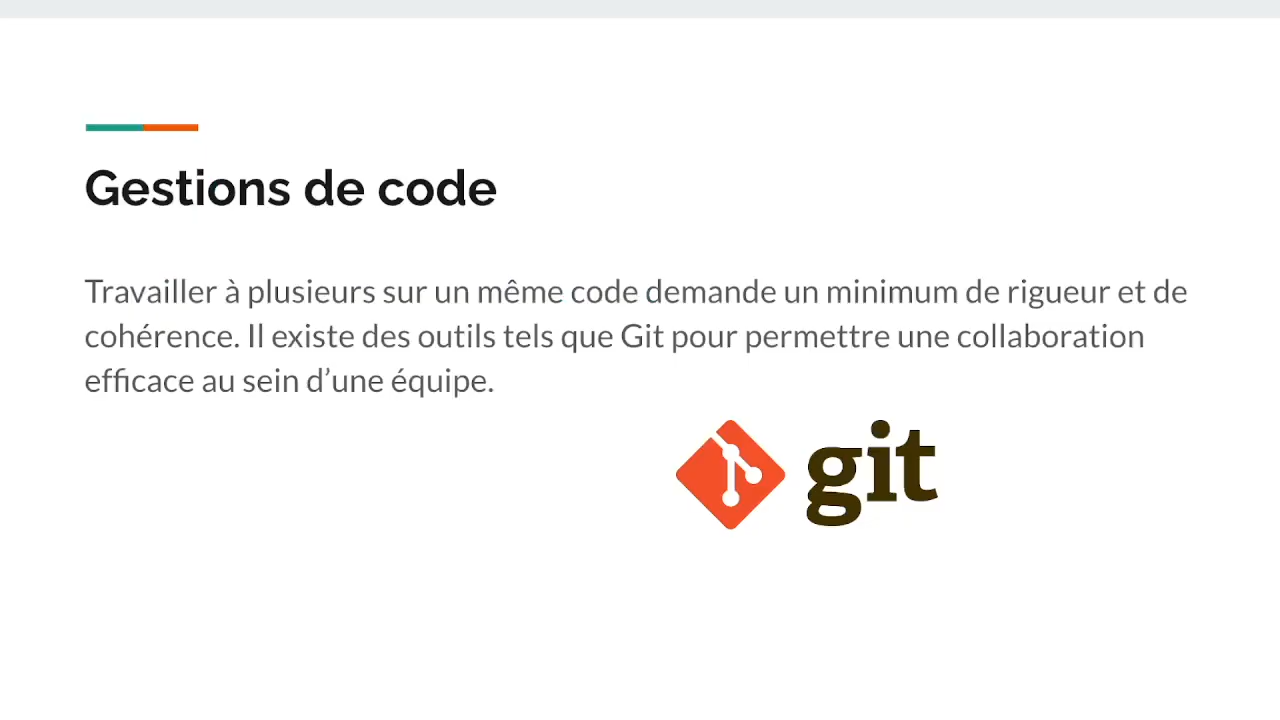 Gestions de code
Travailler à plusieurs sur un même code demande un minimum de rigueur et de
cohérence. Il existe des outils tels que Git pour permettre une collaboration
efficace au sein d’une équipe.
git